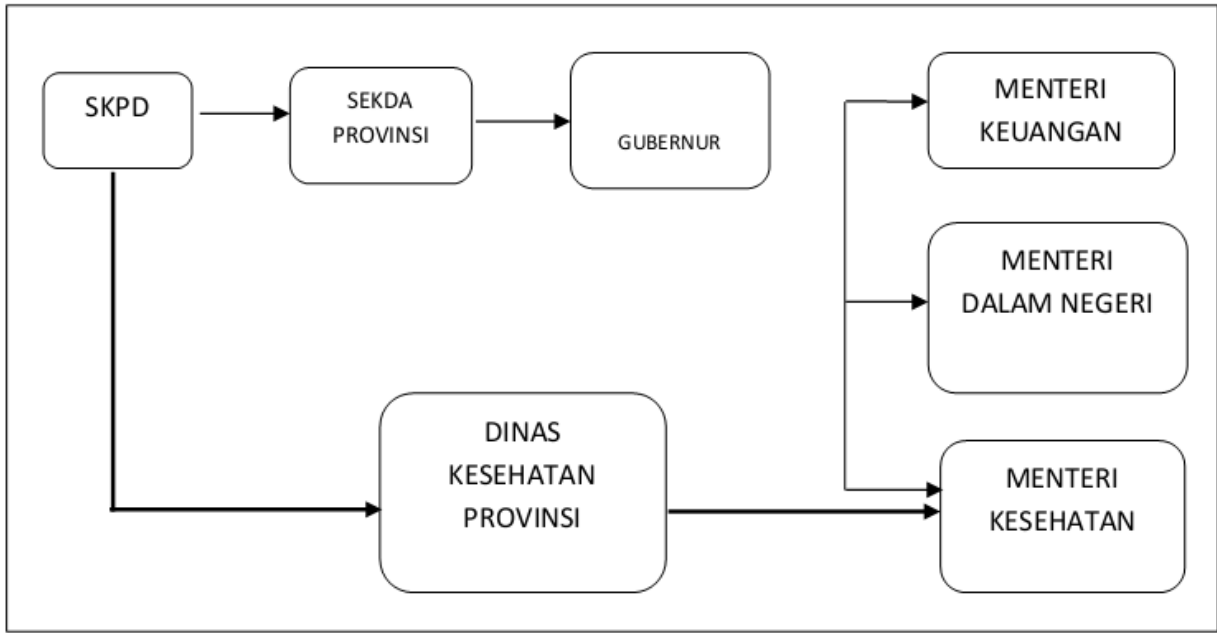 SKPD
SEKDA
PROVINSI
GUBERNUR
MENTERI
KEUANGAN
MENTERI
DALAM NEGERI
DINAS
KESEHATAN
PROVINSI
MENTERI
KESEHATAN